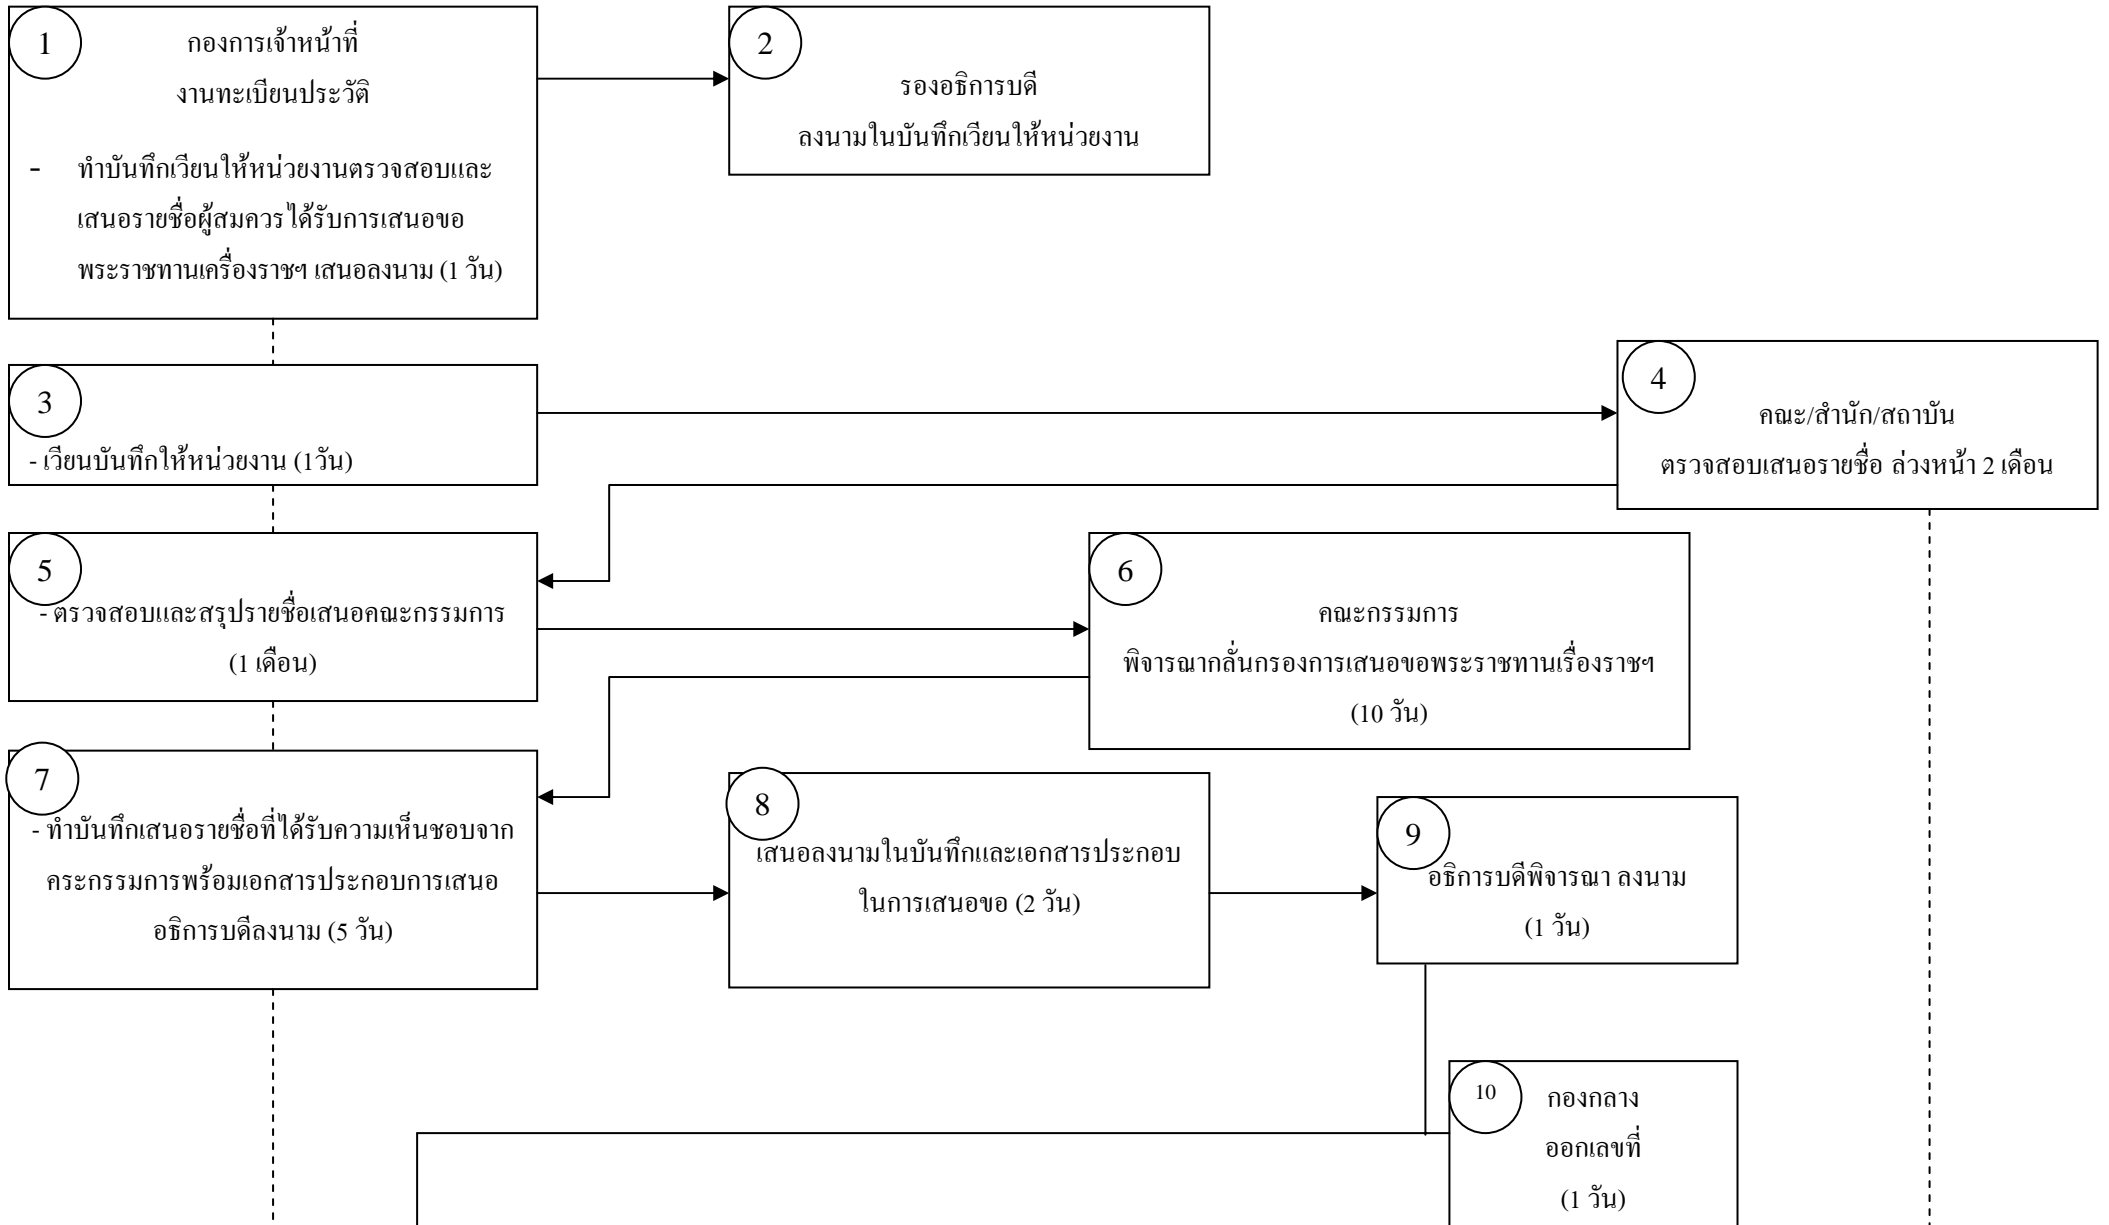 1
กองการเจ้าหน้าที่
งานทะเบียนประวัติ
- ทำบันทึกเวียนให้หน่วยงานตรวจสอบและ
เสนอรายชื่อผู้สมควรได้รับการเสนอขอ
พระราชทานเครื่องราชฯ เสนอลงนาม (1 วัน)
2
รองอธิการบดี
ลงนามในบันทึกเวียนให้หน่วยงาน
3
- เวียนบันทึกให้หน่วยงาน (1วัน)
4
คณะ/สำนัก/สถาบัน
ตรวจสอบเสนอรายชื่อ ล่วงหน้า 2 เดือน
5
- ตรวจสอบและสรุปรายชื่อเสนอคณะกรรมการ
(1 เดือน)
6
คณะกรรมการ
พิจารณากลั่นกรองการเสนอขอพระราชทานเรื่องราชฯ
(10 วัน)
7
- ทำบันทึกเสนอรายชื่อที่ได้รับความเห็นชอบจาก
คระกรรมการพร้อมเอกสารประกอบการเสนอ
อธิการบดีลงนาม (5 วัน)
8
เสนอลงนามในบันทึกและเอกสารประกอบ
ในการเสนอขอ (2 วัน)
9
อธิการบดีพิจารณา ลงนาม
(1 วัน)
10
กองกลาง
ออกเลขที่
(1 วัน)